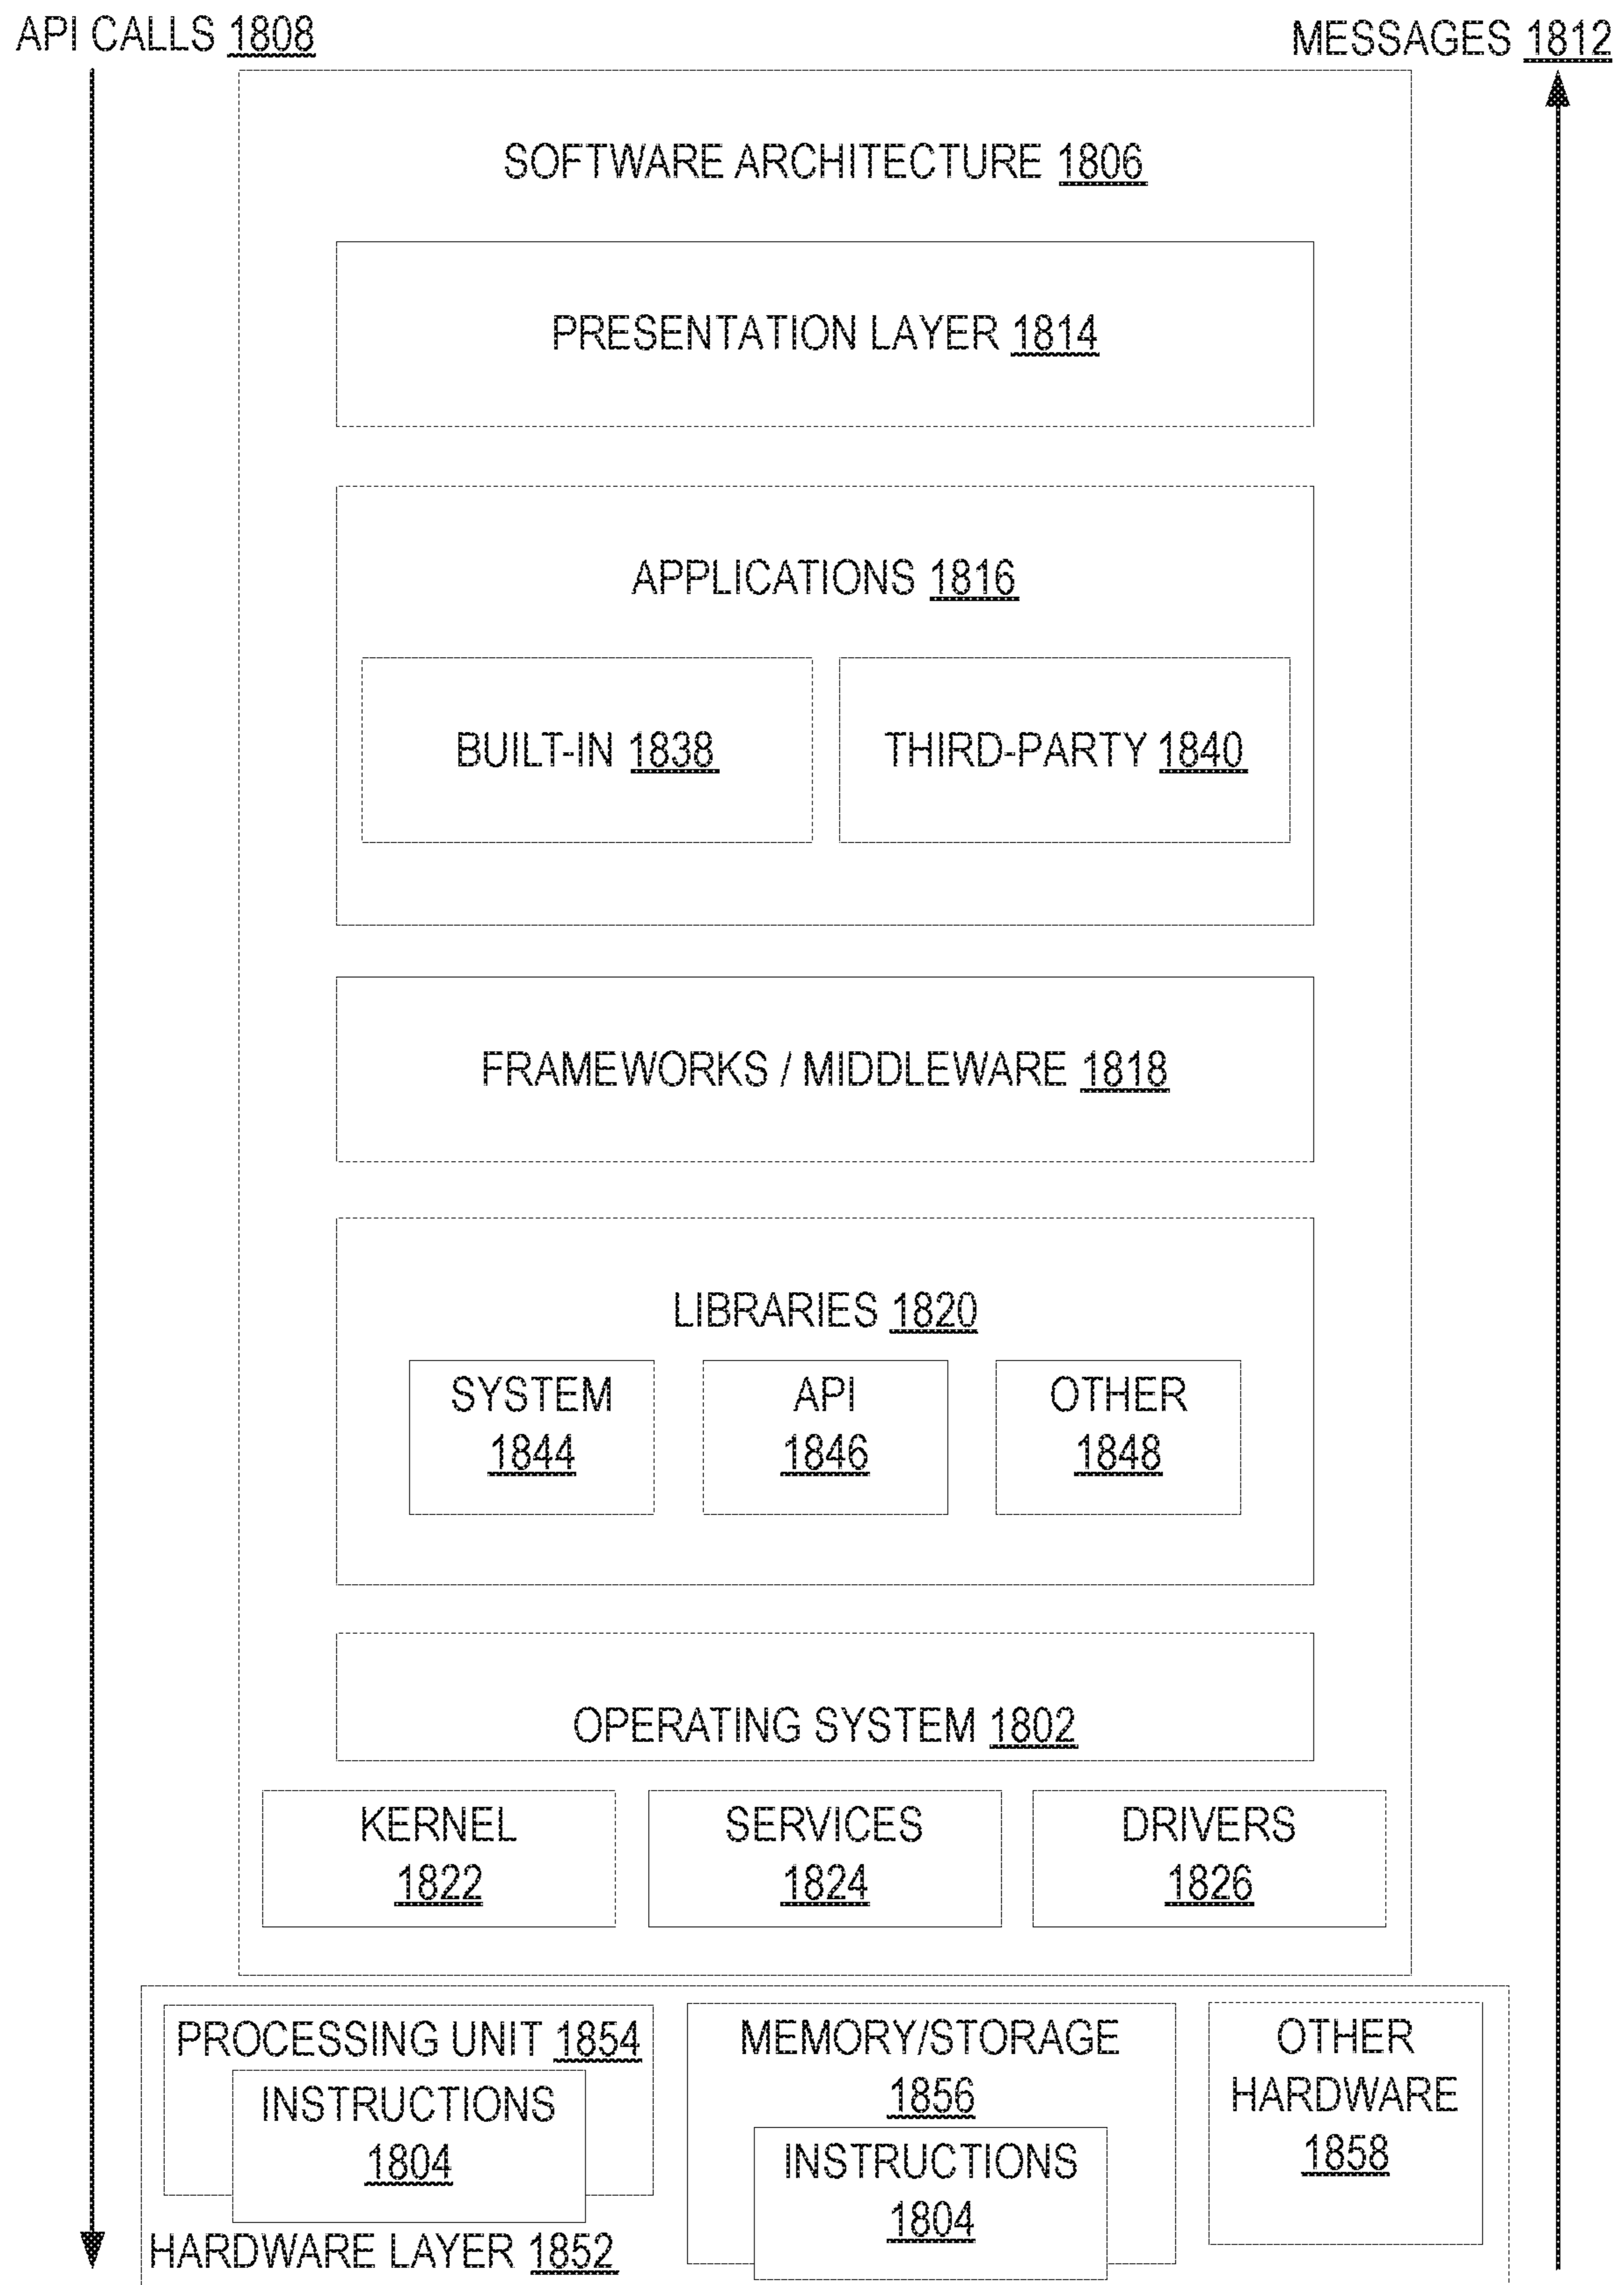 API CALLS 1808
MESSAGES 1812
SOFTWARE ARCHITECTURE 1806
PRESENTATION LAYER 1814
APPLICATIONS 1816
BUILT-IN 1838
THIRD-PARTY 1840
FRAMEWORKS / MIDDLEWARE 1818
LIBRARIES 1820
SYSTEM
1844
API
1846
OTHER
1848
OPERATING SYSTEM 1802
KERNEL
1822
SERVICES
1824
DRIVERS
1826
PROCESSING UNIT 1854
INSTRUCTIONS
1804
MEMORY/STORAGE
1856
INSTRUCTIONS
1804
OTHER
HARDWARE
1858
HARDWARE LAYER 1852